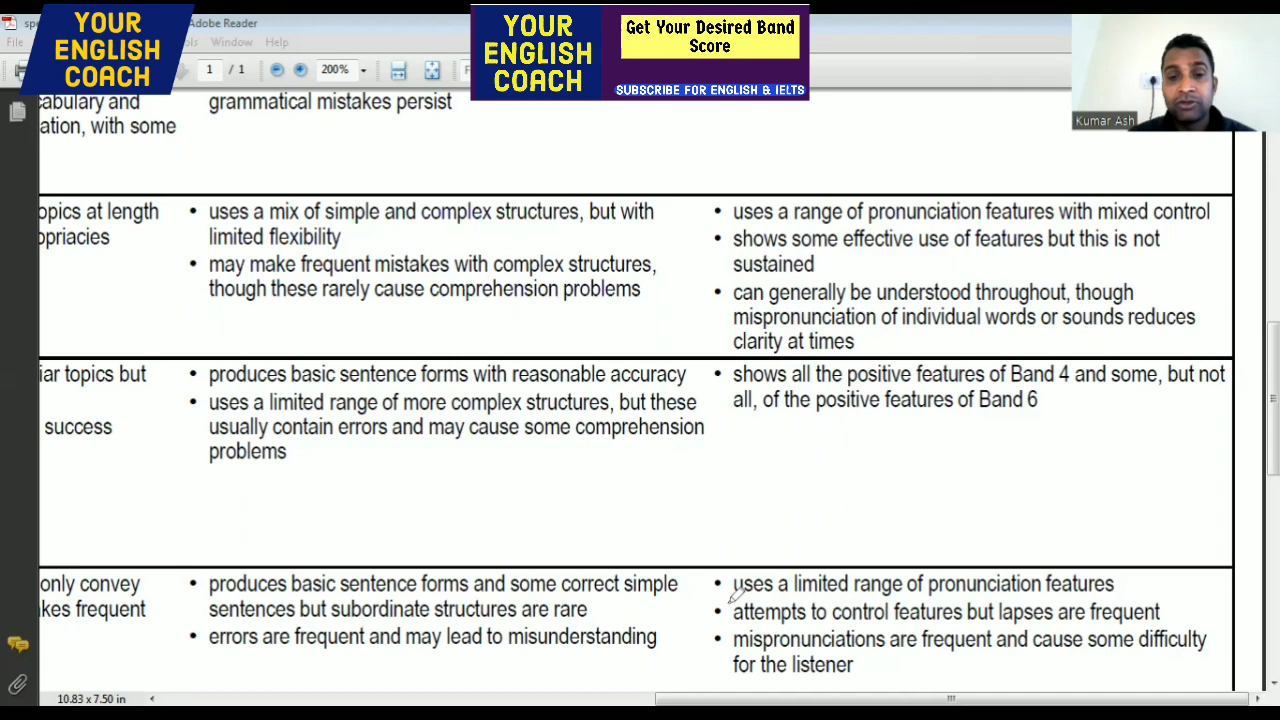 YOUR
ENGLISH
COACH
Adobe Reader
File
Window Help
1 / 1
200%
YOUR
ENGLISH
COACH
Get Your Desired Band
Score
SUBSCRIBE FOR ENGLISH & IELTS
Kumar Ash
cabulary and
ation, with some
grammatical mistakes persist
opics at length
opriacies
• uses a mix of simple and complex structures, but with
limited flexibility
• may make frequent mistakes with complex structures,
though these rarely cause comprehension problems
• uses a range of pronunciation features with mixed control
• shows some effective use of features but this is not
sustained
• can generally be understood throughout, though
mispronunciation of individual words or sounds reduces
clarity at times
iar topics but
success
• produces basic sentence forms with reasonable accuracy
• uses a limited range of more complex structures, but these
usually contain errors and may cause some comprehension
problems
• shows all the positive features of Band 4 and some, but not
all, of the positive features of Band 6
only convey
akes frequent
• produces basic sentence forms and some correct simple
sentences but subordinate structures are rare
• errors are frequent and may lead to misunderstanding
• uses a limited range of pronunciation features
• attempts to control features but lapses are frequent
• mispronunciations are frequent and cause some difficulty
for the listener
10.83 x 7.50 in